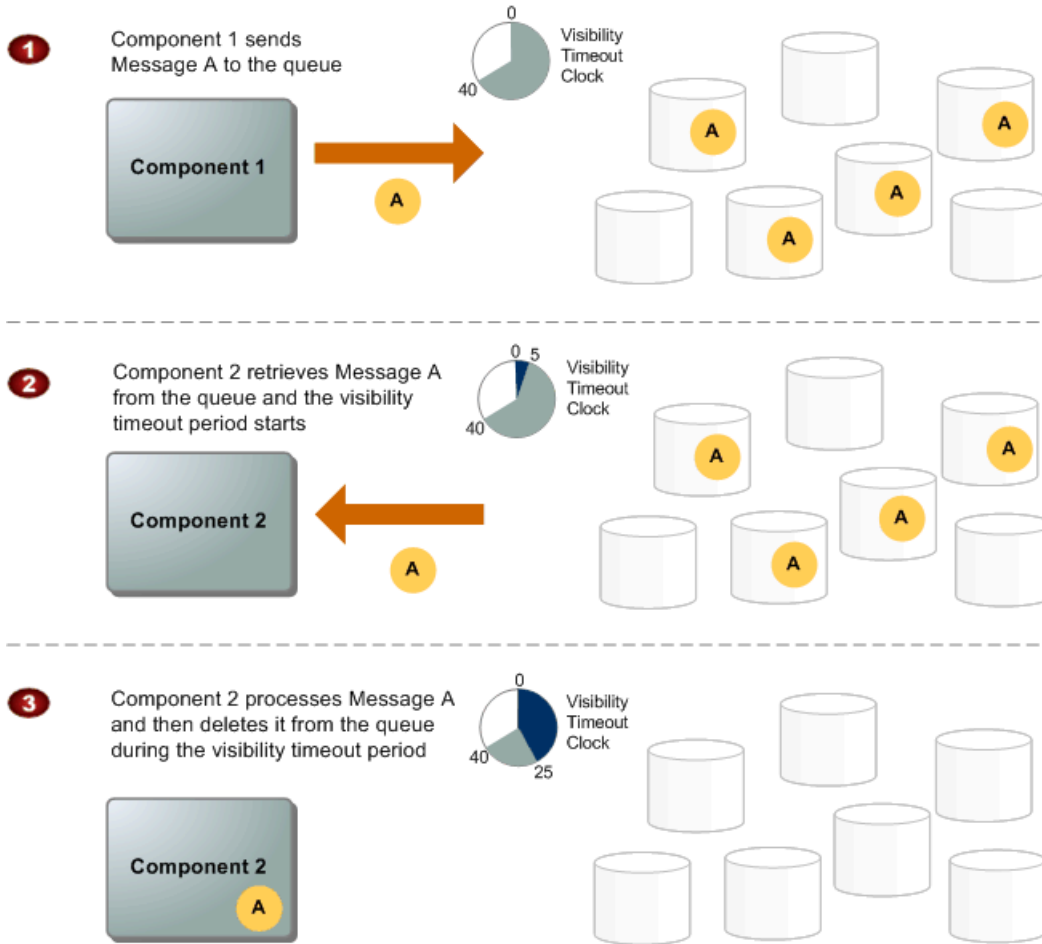 1
Component 1 sends
Message A to the queue
0
40
Visibility
Timeout
Clock
Component 1
A
A
A
A
A
2
Component 2 retrieves Message A
from the queue and the visibility
timeout period starts
0 5
40
Visibility
Timeout
Clock
Component 2
A
A
A
A
A
3
Component 2 processes Message A
and then deletes it from the queue
during the visibility timeout period
0
40
25
Visibility
Timeout
Clock
Component 2
A